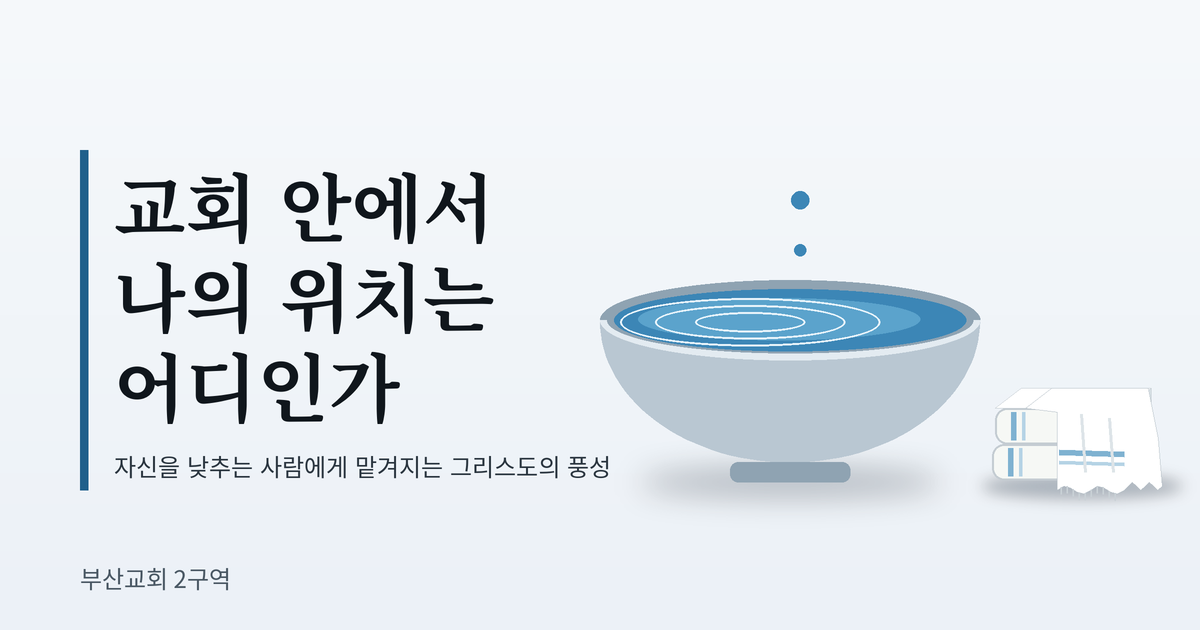 교회 안에서
나의 위치는
어디인가
자신을 낮추는 사람에게 맡겨지는 그리스도의 풍성
부산교회 2구역